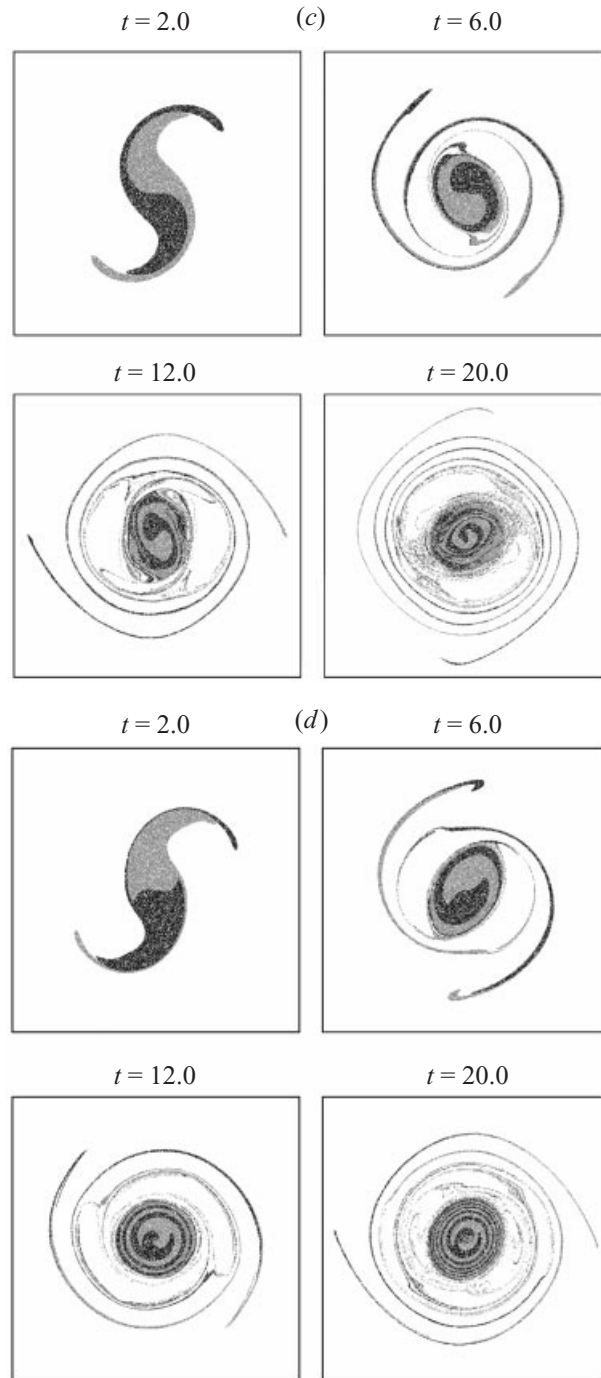 t = 2.0 (c) t = 6.0
t = 12.0 t = 20.0
t = 2.0 (d) t = 6.0
t = 12.0 t = 20.0